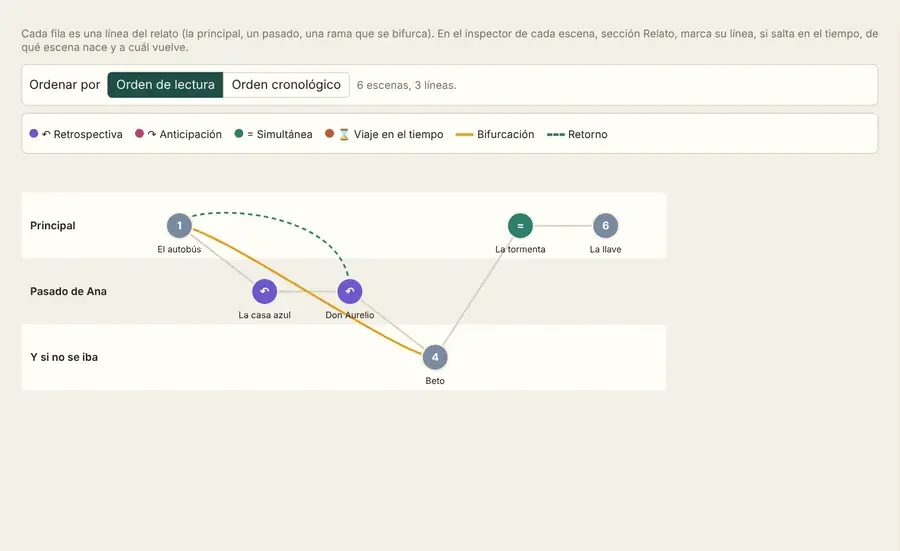 Cada fila es una línea del relato (la principal, un pasado, una rama que se bifurca). En el inspector de cada escena, sección Relato, marca su línea, si salta en el tiempo, de
qué escena nace y a cuál vuelve.
Ordenar por Orden de lectura Orden cronológico 6 escenas, 3 líneas.
↶ Retrospectiva ↷ Anticipación = Simultánea ⌛ Viaje en el tiempo Bifurcación Retorno
Principal 1 = 6
El autobús La tormenta La llave
Pasado de Ana ↶ ↶
La casa azul Don Aurelio
Y si no se iba 4
Beto